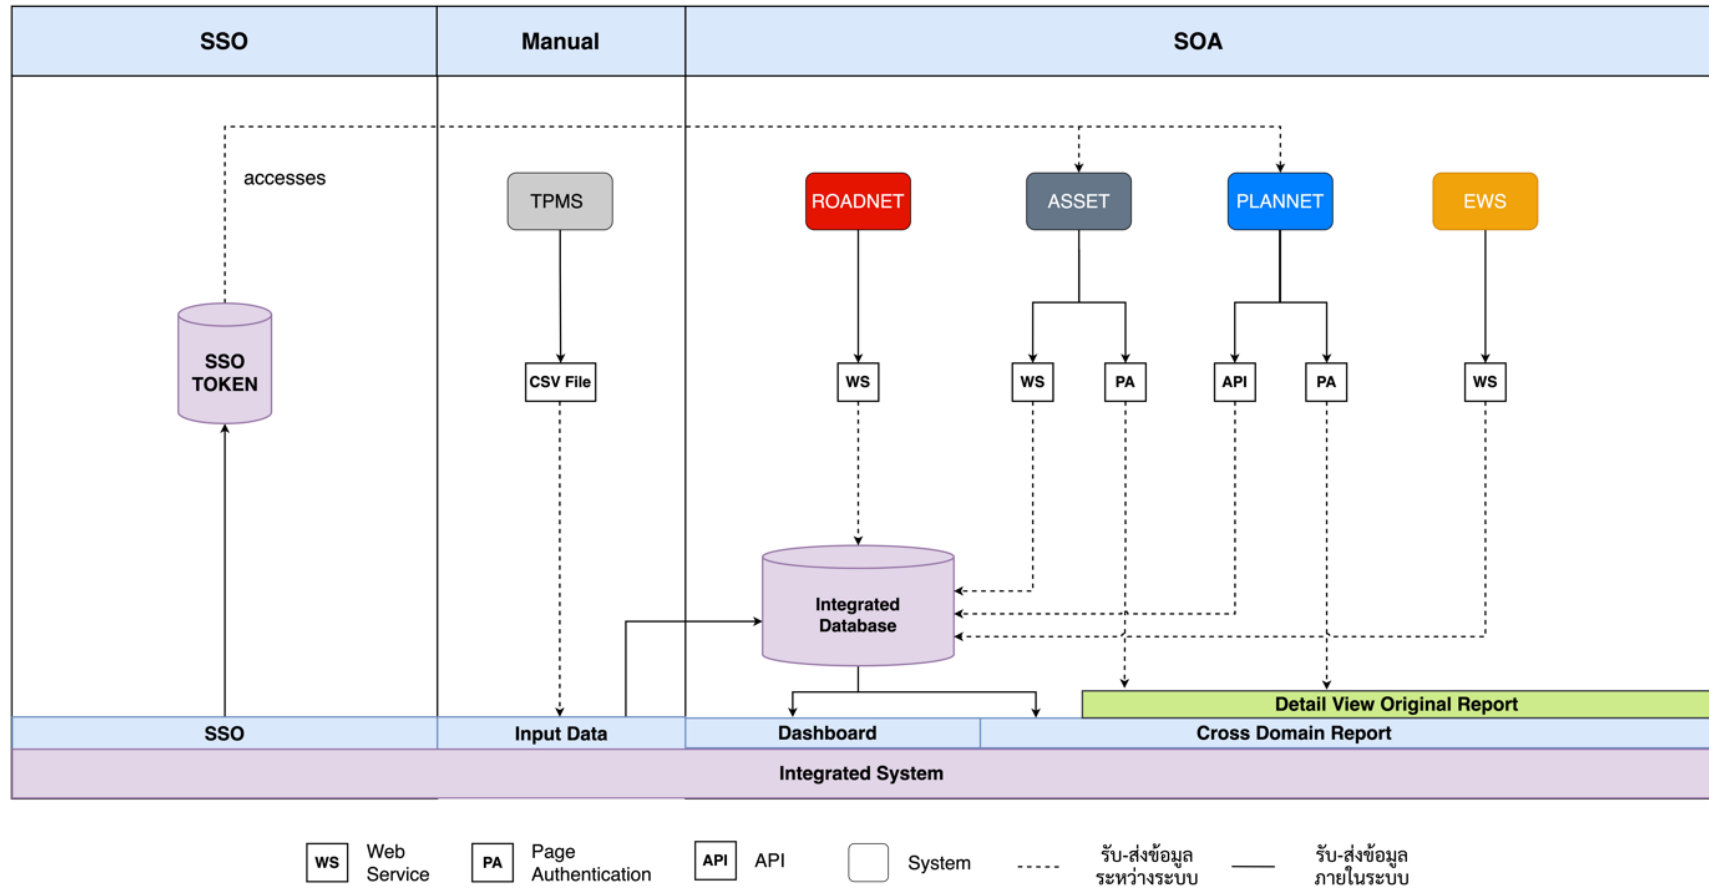 SSO
Manual
SOA
accesses
TPMS
ROADNET
ASSET
PLANNET
EWS
SSO
TOKEN
CSV File
WS
WS
PA
API
PA
WS
Integrated
Database
Detail View Original Report
SSO
Input Data
Dashboard
Cross Domain Report
Integrated System
WS
Web
Service
PA
Page
Authentication
API
API
System
รับ-ส่งข้อมูล
ระหว่างระบบ
รับ-ส่งข้อมูล
ภายในระบบ